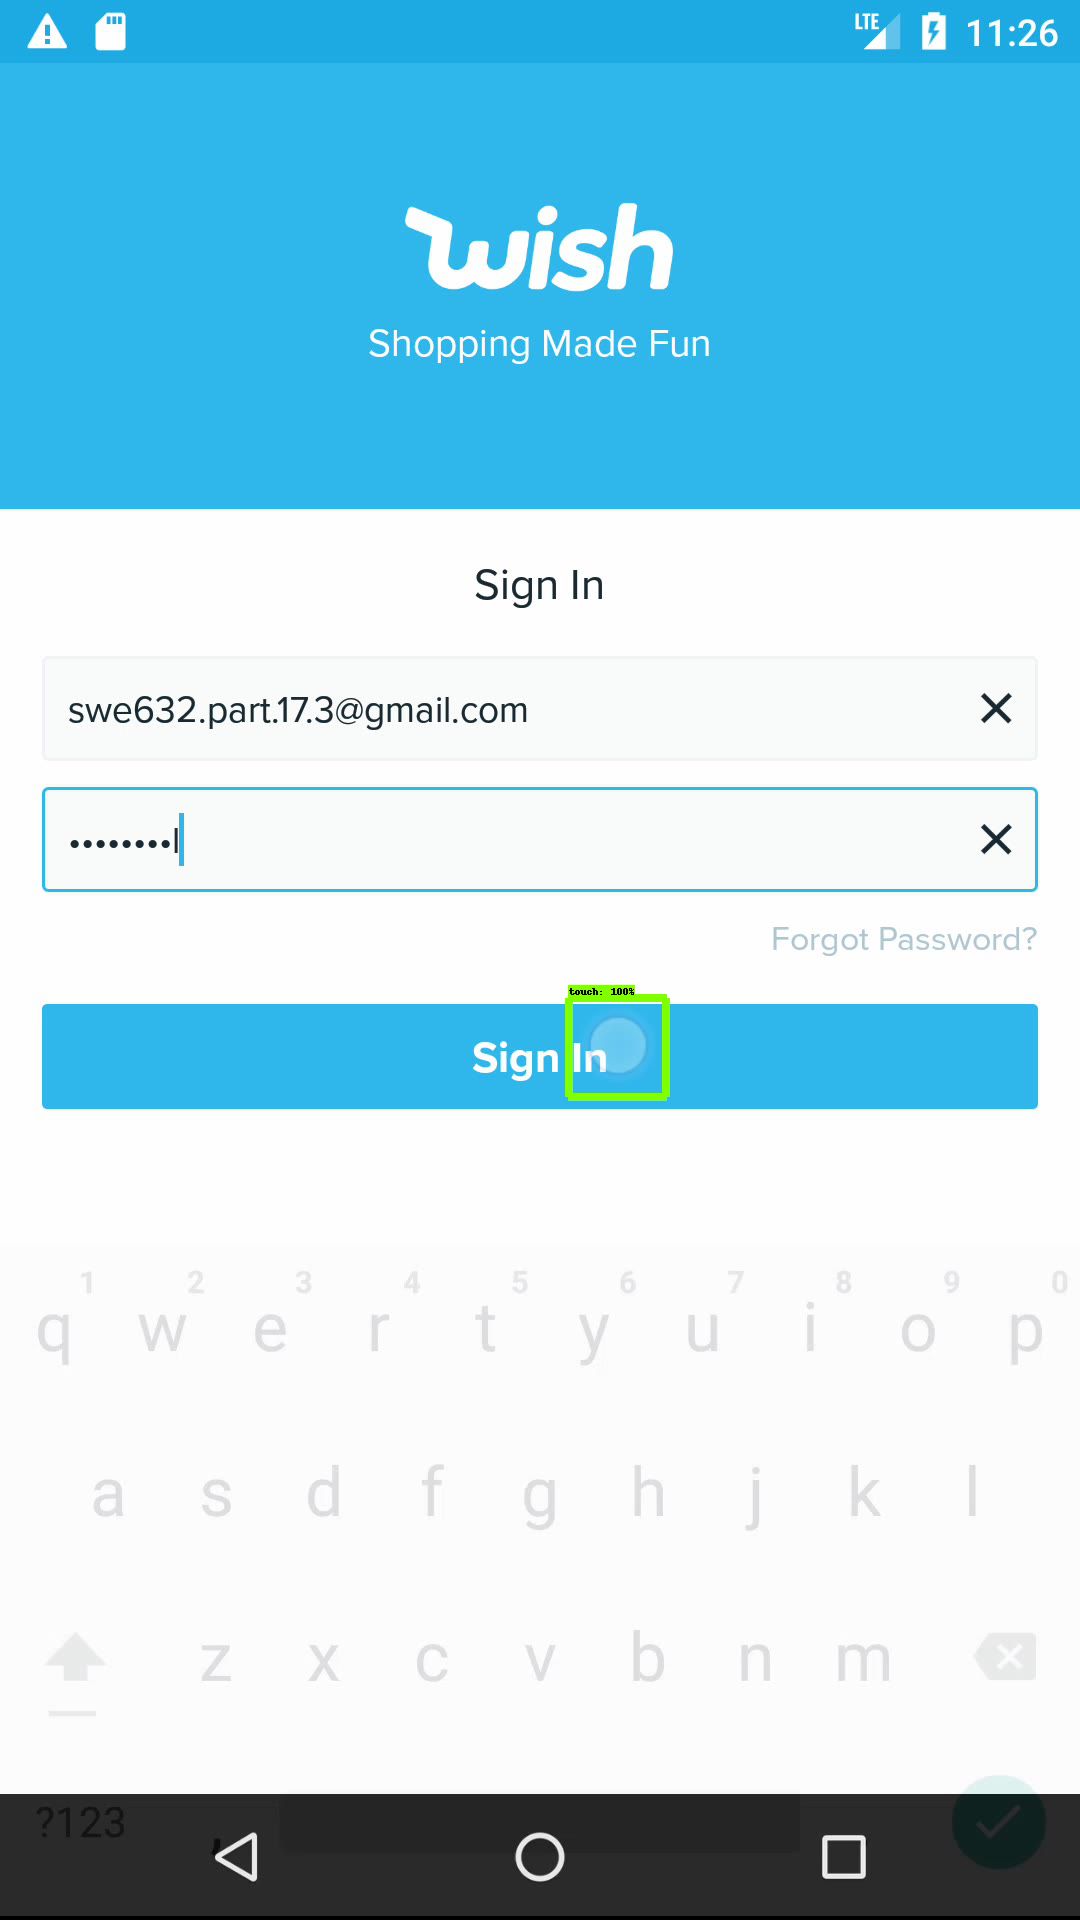 LTE 11:26
wish
Shopping Made Fun
Sign In
swe632.part.17.3@gmail.com
••••••••l
Forgot Password?
touch: 100%
Sign In
1 2 3 4 5 6 7 8 9 0
q w e r t y u i o p
a s d f g h j k l
z x c v b n m
?123 ,